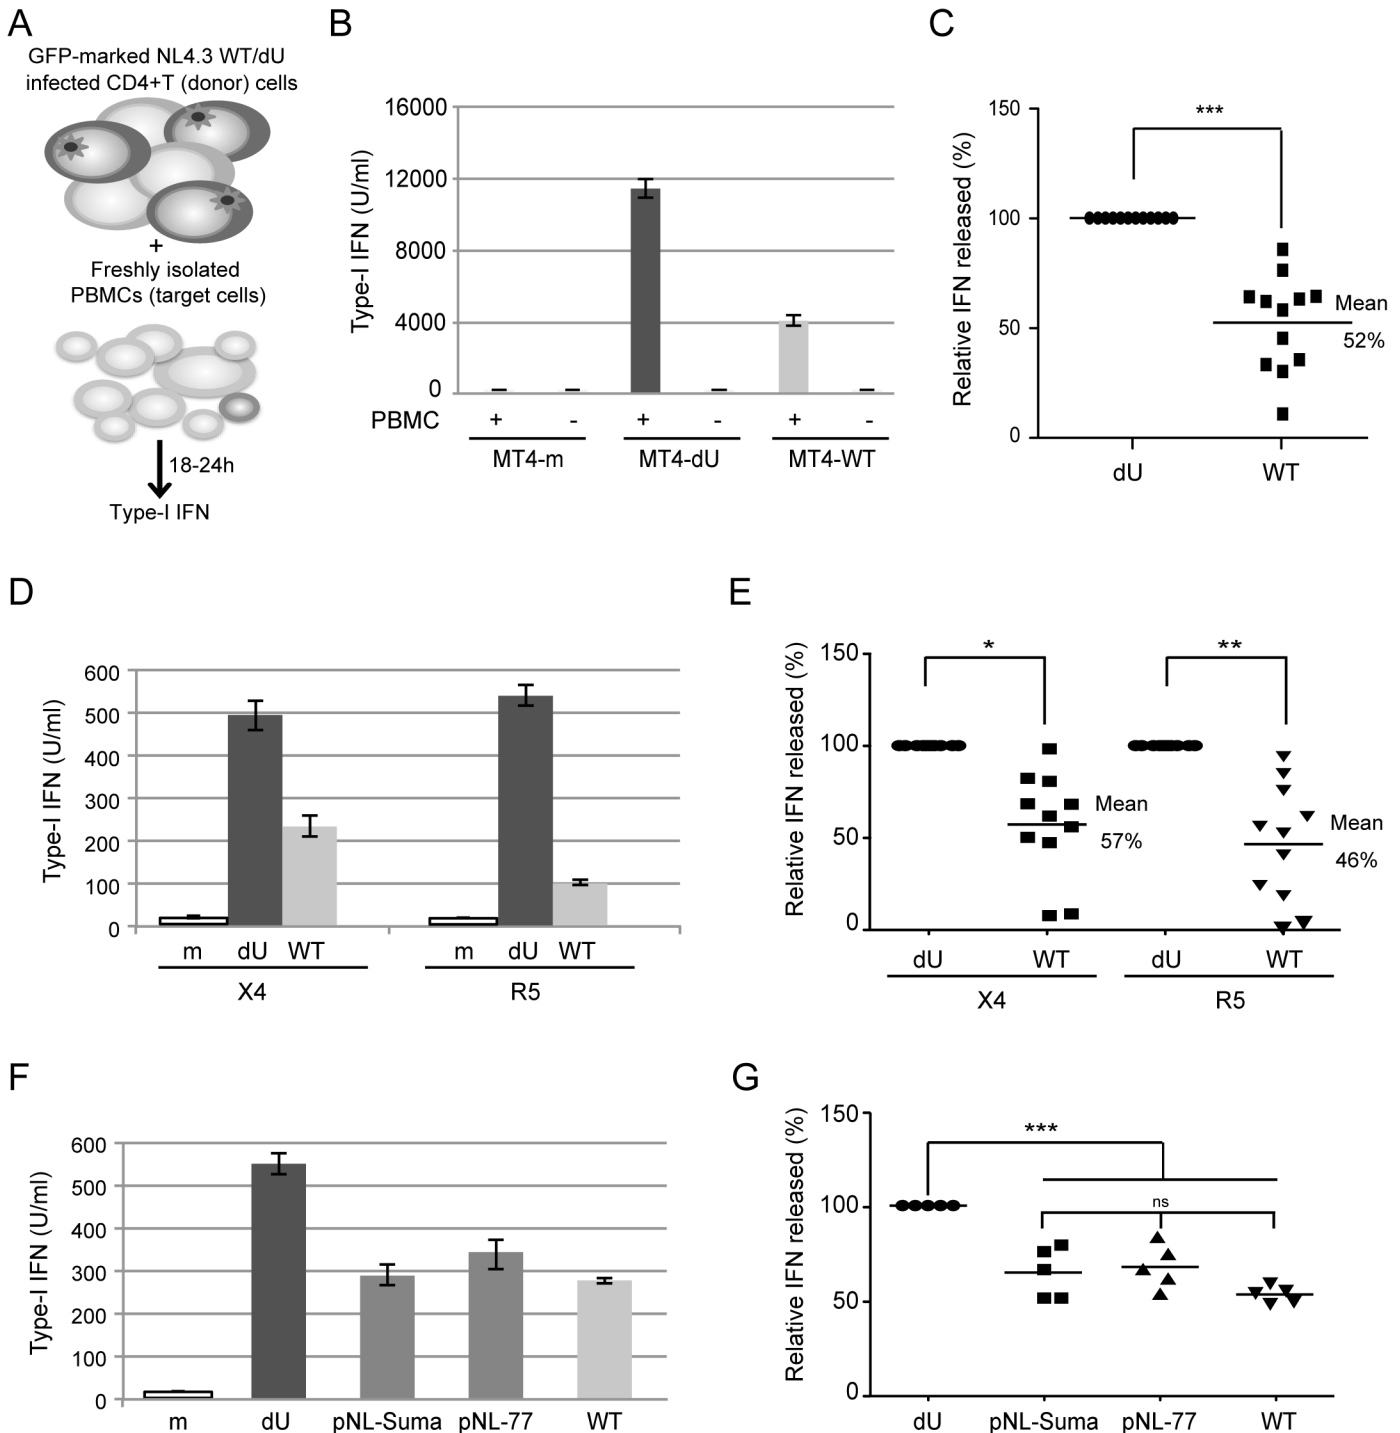 A
GFP-marked NL4.3 WT/dU
infected CD4+T (donor) cells
+
Freshly isolated
PBMCs (target cells)
18-24h
Type-I IFN
B
Type-I IFN (U/ml)
16000
12000
8000
4000
0
PBMC + - + - + -
MT4-m MT4-dU MT4-WT
C
Relative IFN released (%)
150
100
50
0
***
Mean
52%
dU WT
D
Type-I IFN (U/ml)
600
500
400
300
200
100
0
m dU WT m dU WT
X4 R5
E
Relative IFN released (%)
150
100
50
0
* **
Mean
57%
Mean
46%
dU WT dU WT
X4 R5
F
Type-I IFN (U/ml)
600
500
400
300
200
100
0
m dU pNL-Suma pNL-77 WT
G
Relative IFN released (%)
150
100
50
0
***
ns
dU pNL-Suma pNL-77 WT